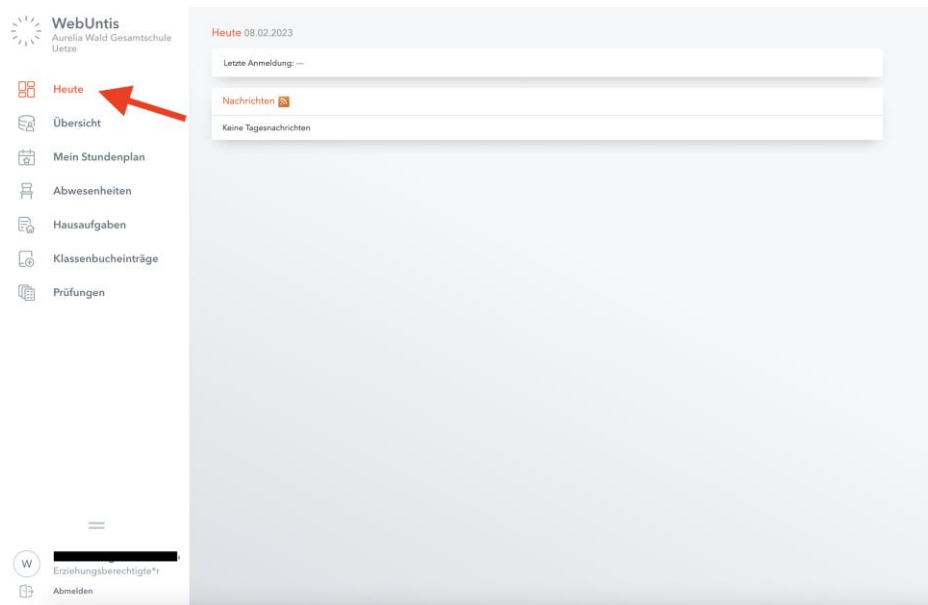 WebUntis
Aurelia Wald Gesamtschule
Uetze
Heute
Übersicht
Mein Stundenplan
Abwesenheiten
Hausaufgaben
Klassenbucheinträge
Prüfungen
W
Erziehungsberechtigte*r
Abmelden
Heute 08.02.2023
Letzte Anmeldung: —
Nachrichten
Keine Tagesnachrichten